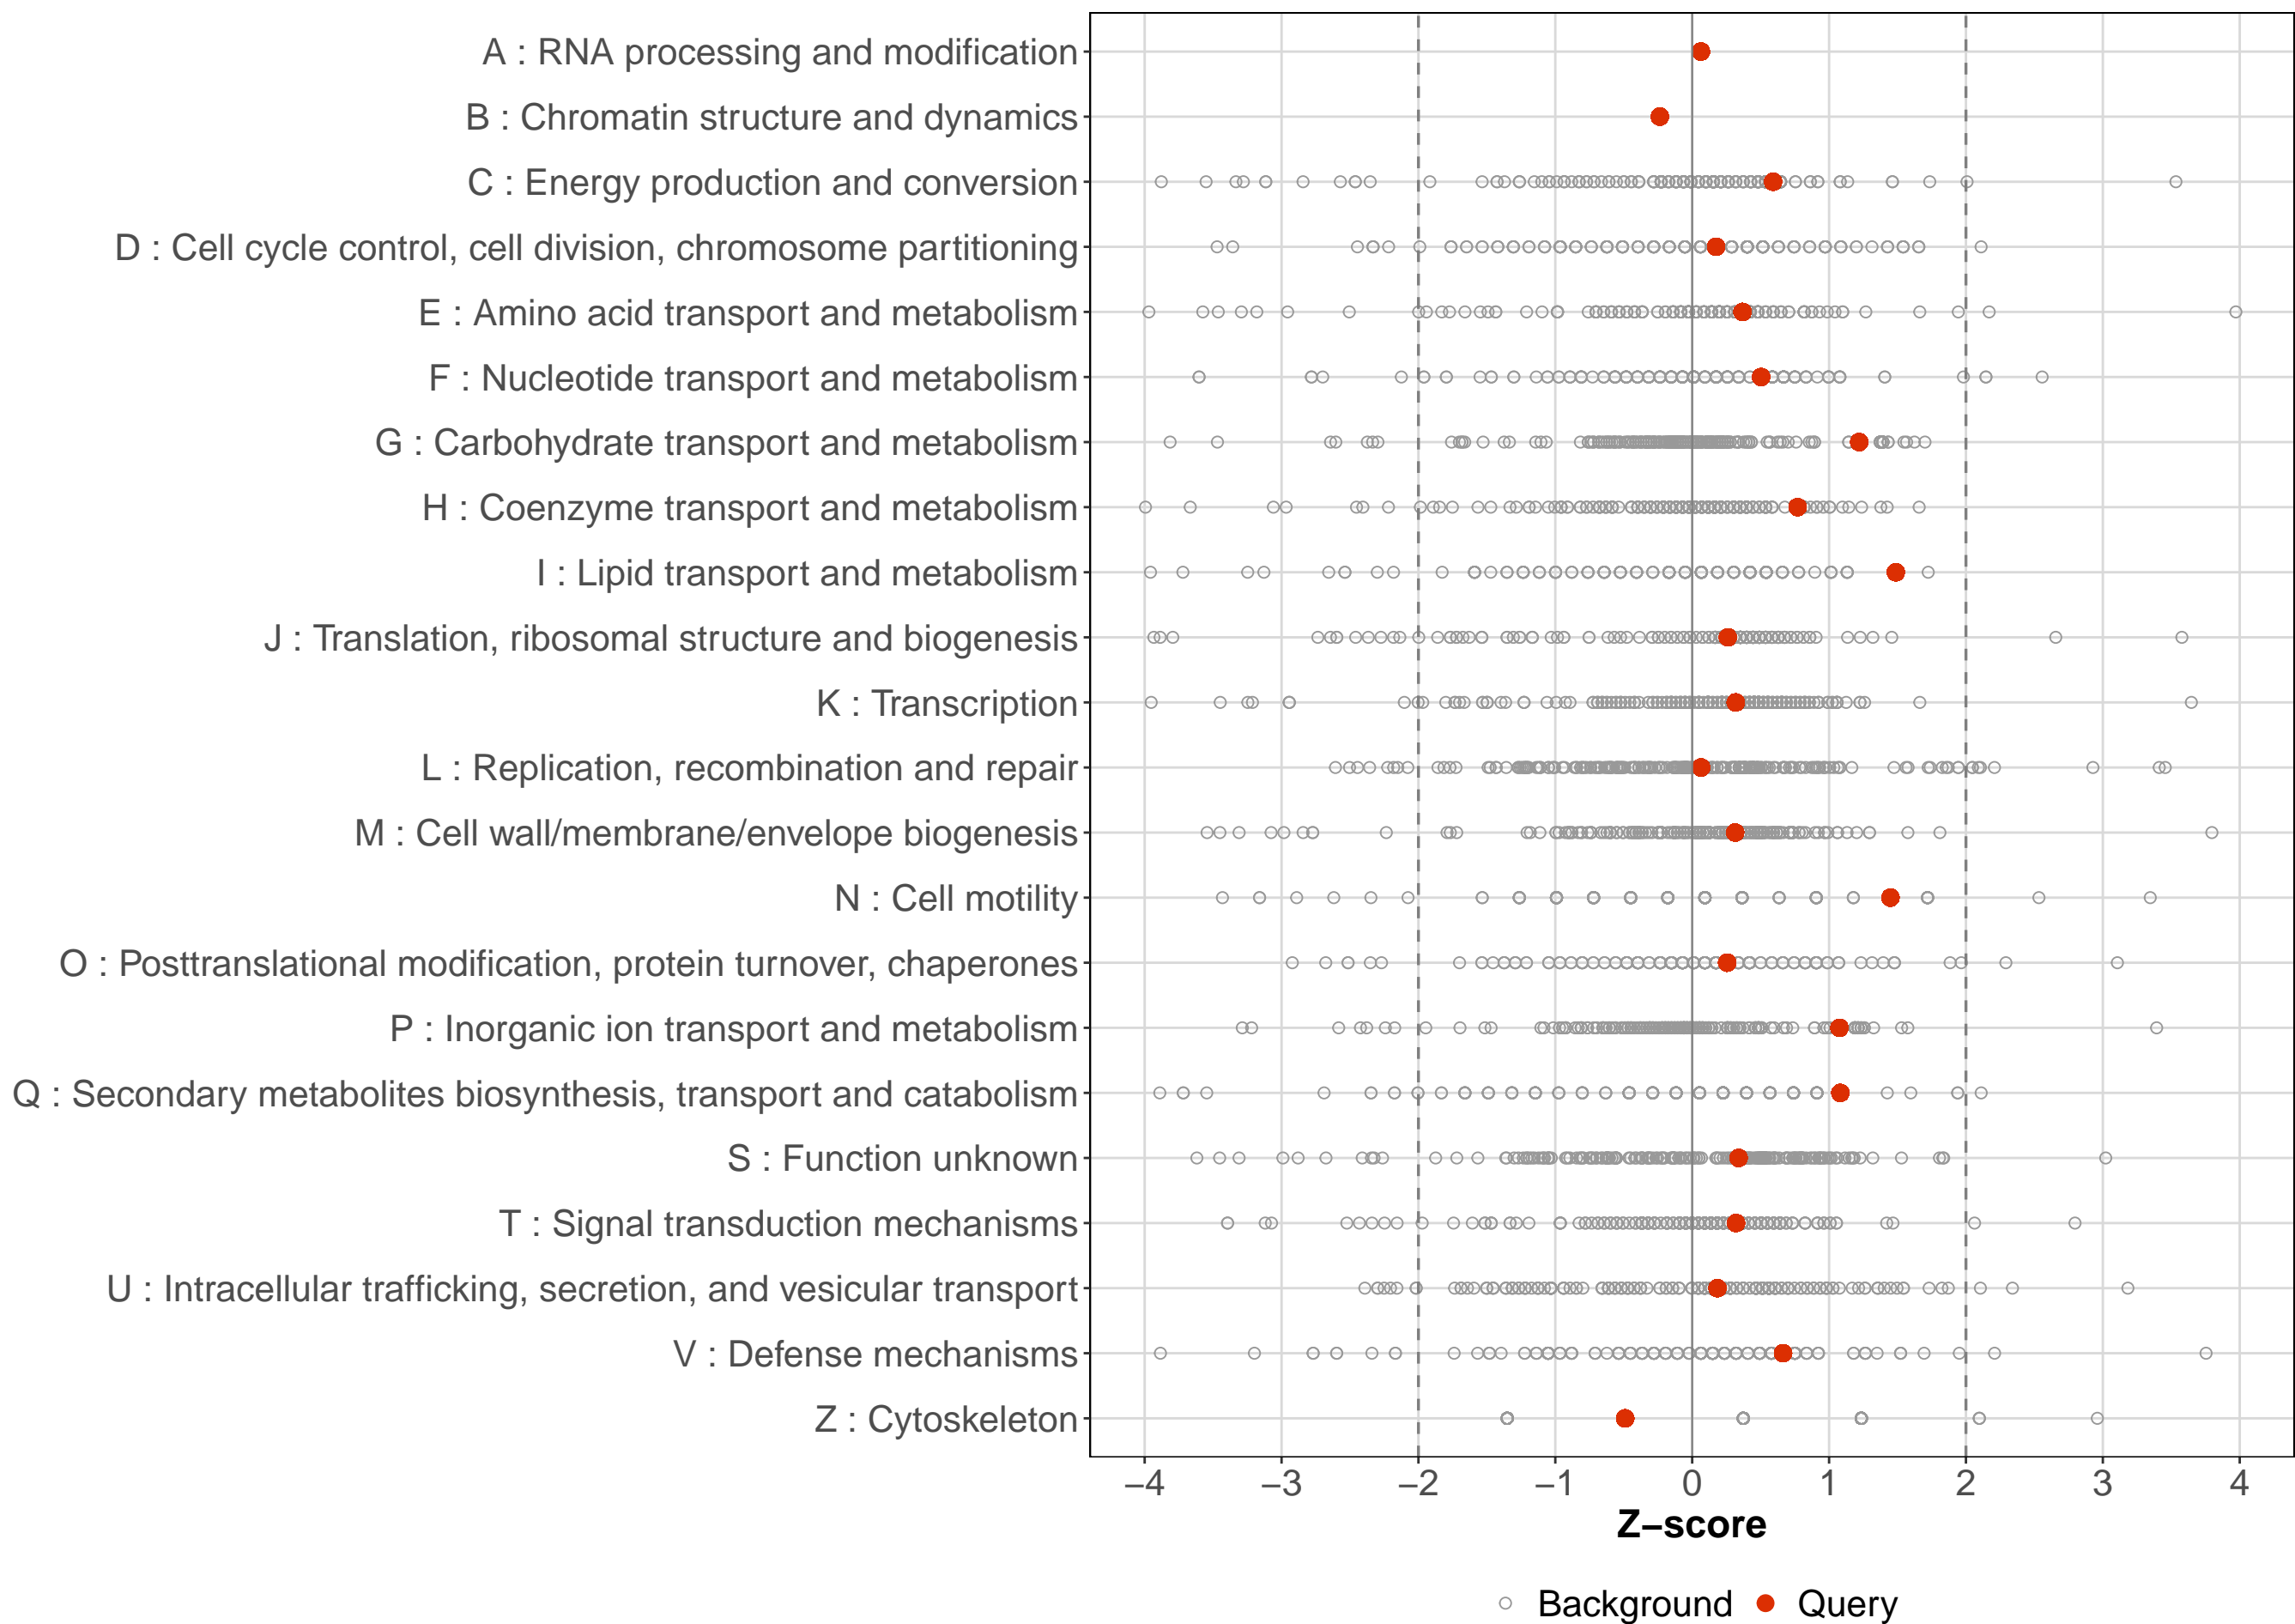 A : RNA processing and modification
B : Chromatin structure and dynamics
C : Energy production and conversion
D : Cell cycle control, cell division, chromosome partitioning
E : Amino acid transport and metabolism
F : Nucleotide transport and metabolism
G : Carbohydrate transport and metabolism
H : Coenzyme transport and metabolism
I : Lipid transport and metabolism
J : Translation, ribosomal structure and biogenesis
K : Transcription
L : Replication, recombination and repair
M : Cell wall/membrane/envelope biogenesis
N : Cell motility
O : Posttranslational modification, protein turnover, chaperones
P : Inorganic ion transport and metabolism
Q : Secondary metabolites biosynthesis, transport and catabolism
S : Function unknown
T : Signal transduction mechanisms
U : Intracellular trafficking, secretion, and vesicular transport
V : Defense mechanisms
Z : Cytoskeleton
−4 −3 −2 −1 0 1 2 3 4
Z−score
Background Query